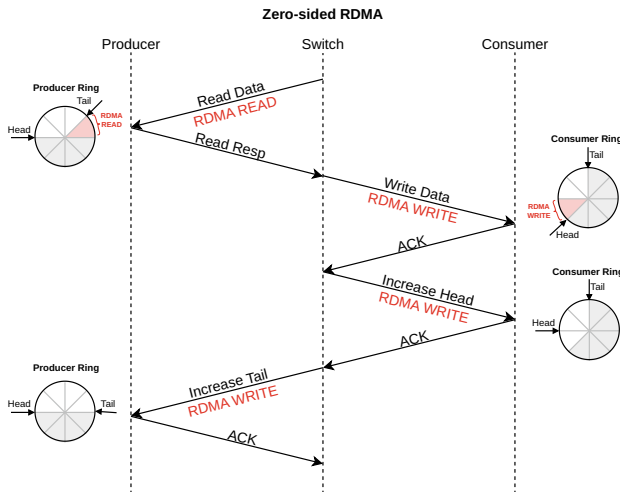 Zero-sided RDMA
Producer
Switch
Consumer
Read Data
RDMA READ
Producer Ring
Tail
Head
RDMA
READ
Read Resp
Write Data
RDMA WRITE
Consumer Ring
Tail
RDMA
WRITE
Head
ACK
Increase Head
RDMA WRITE
Consumer Ring
Tail
Head
ACK
Increase Tail
RDMA WRITE
Producer Ring
Head
Tail
ACK